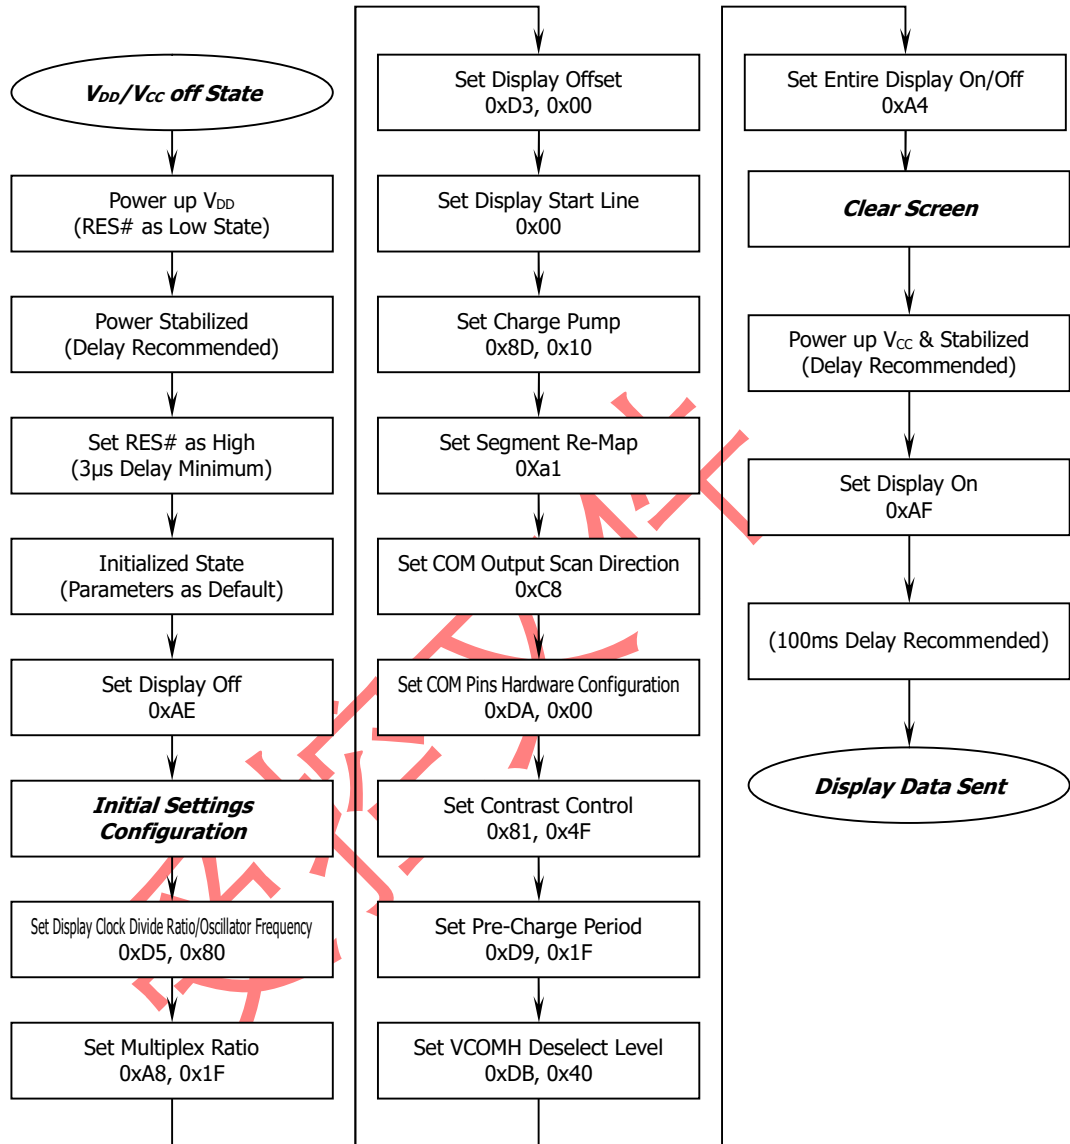 V_DD/V_CC off State
Power up V_DD
(RES# as Low State)
Power Stabilized
(Delay Recommended)
Set RES# as High
(3µs Delay Minimum)
Initialized State
(Parameters as Default)
Set Display Off
0xAE
Initial Settings
Configuration
Set Display Clock Divide Ratio/Oscillator Frequency
0xD5, 0x80
Set Multiplex Ratio
0xA8, 0x1F
Set Display Offset
0xD3, 0x00
Set Display Start Line
0x00
Set Charge Pump
0x8D, 0x10
Set Segment Re-Map
0Xa1
Set COM Output Scan Direction
0xC8
Set COM Pins Hardware Configuration
0xDA, 0x00
Set Contrast Control
0x81, 0x4F
Set Pre-Charge Period
0xD9, 0x1F
Set VCOMH Deselect Level
0xDB, 0x40
Set Entire Display On/Off
0xA4
Clear Screen
Power up V_CC & Stabilized
(Delay Recommended)
Set Display On
0xAF
(100ms Delay Recommended)
Display Data Sent